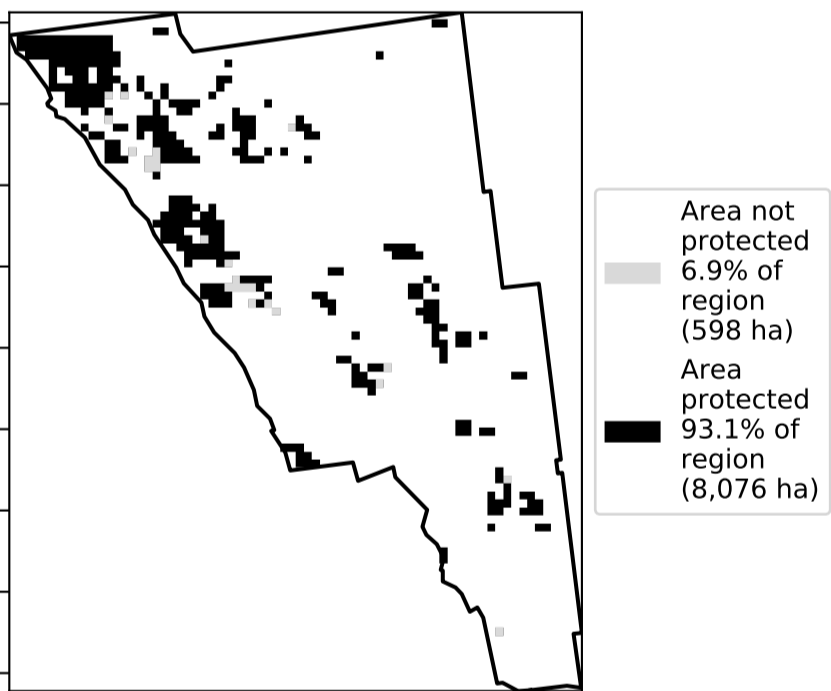 Area not
protected
6.9% of
region
(598 ha)
Area
protected
93.1% of
region
(8,076 ha)